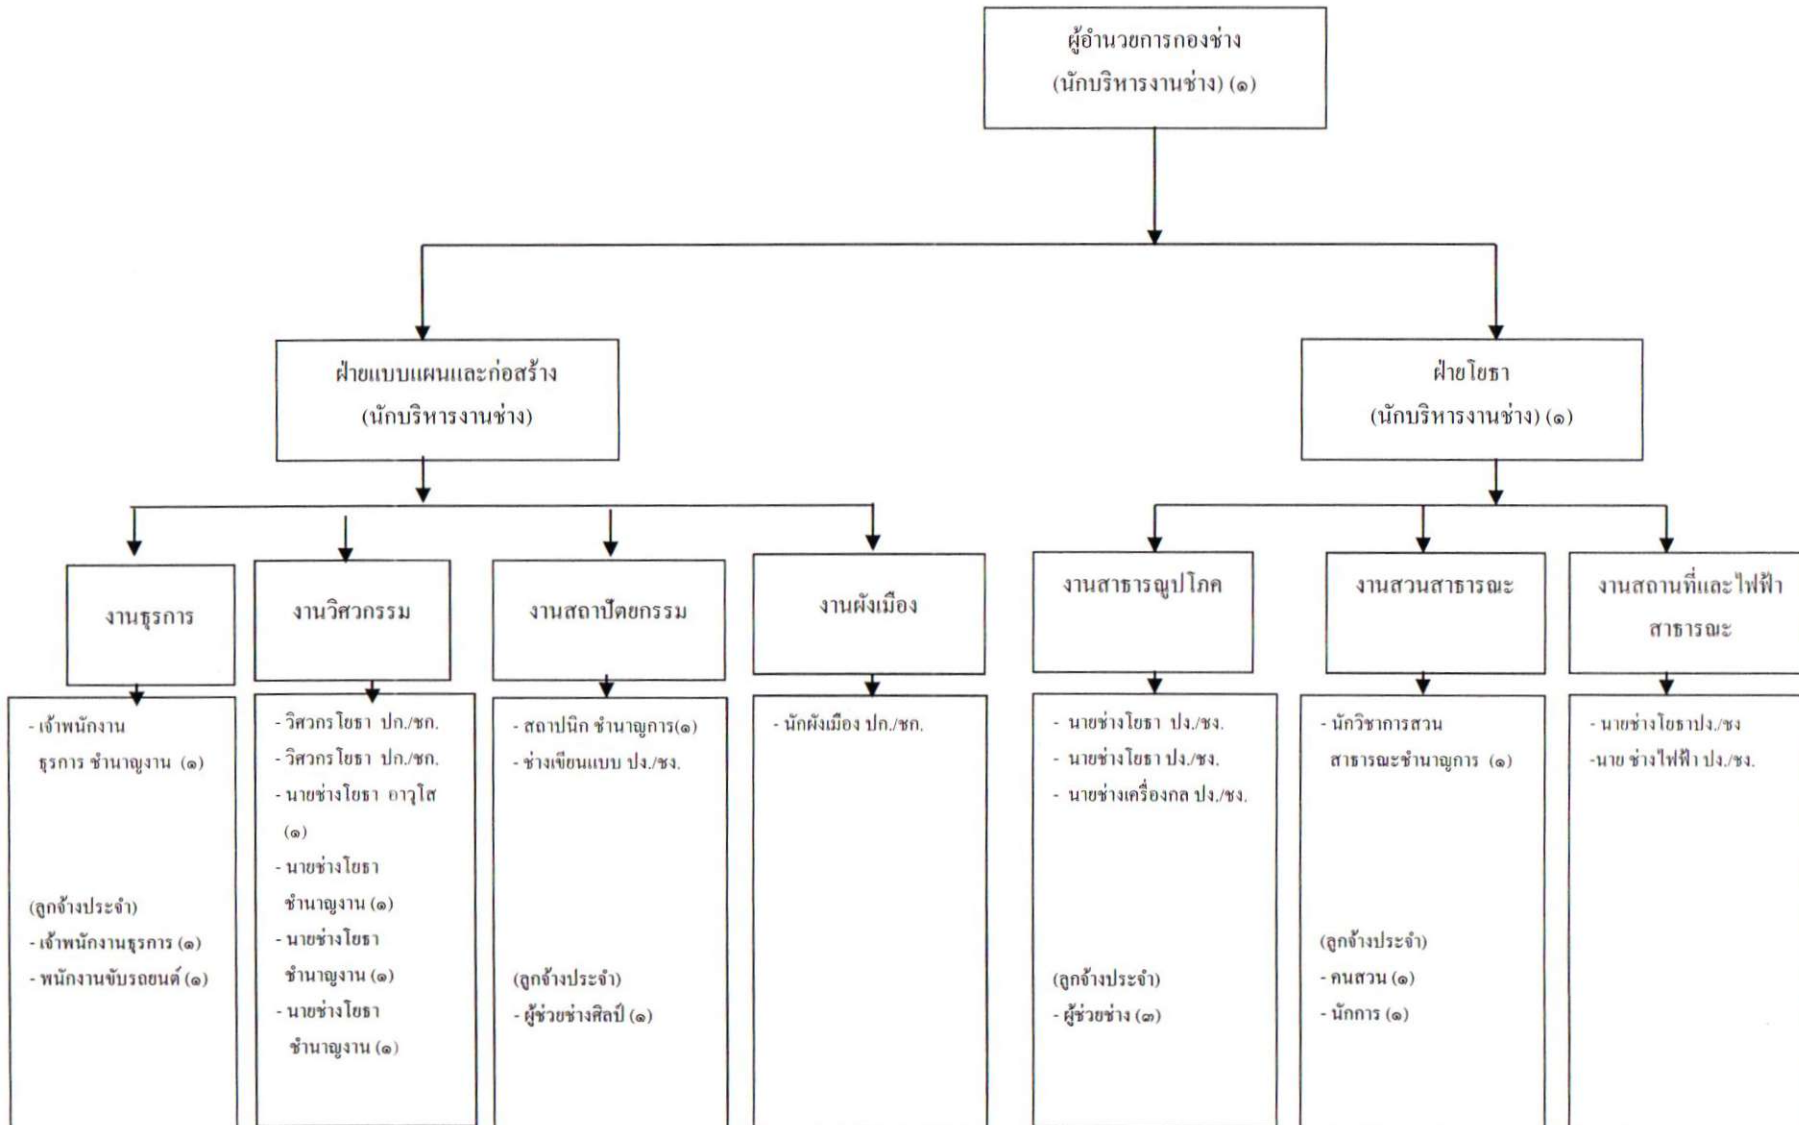 ผู้อำนวยการกองช่าง
(นักบริหารงานช่าง) (๑)
ฝ่ายแบบแผนและก่อสร้าง
(นักบริหารงานช่าง)
ฝ่ายโยธา
(นักบริหารงานช่าง) (๑)
งานธุรการ
งานวิศวกรรม
งานสถาปัตยกรรม
งานผังเมือง
งานสาธารณูปโภค
งานสวนสาธารณะ
งานสถานที่และไฟฟ้า
สาธารณะ
- เจ้าพนักงาน
ธุรการ ชำนาญงาน (๑)
(ลูกจ้างประจำ)
- เจ้าพนักงานธุรการ (๑)
- พนักงานขับรถยนต์ (๑)
- วิศวกรโยธา ปก./ชก.
- วิศวกรโยธา ปก./ชก.
- นายช่างโยธา อาวุโส
(๑)
- นายช่างโยธา
ชำนาญงาน (๑)
- นายช่างโยธา
ชำนาญงาน (๑)
- นายช่างโยธา
ชำนาญงาน (๑)
- สถาปนิก ชำนาญการ(๑)
- ช่างเขียนแบบ ปง./ชง.
(ลูกจ้างประจำ)
- ผู้ช่วยช่างศิลป์ (๑)
- นักผังเมือง ปก./ชก.
- นายช่างโยธา ปง./ชง.
- นายช่างโยธา ปง./ชง.
- นายช่างเครื่องกล ปง./ชง.
(ลูกจ้างประจำ)
- ผู้ช่วยช่าง (๓)
- นักวิชาการสวน
สาธารณะชำนาญการ (๑)
(ลูกจ้างประจำ)
- คนสวน (๑)
- นักการ (๑)
- นายช่างโยธาปง./ชง
-นาย ช่างไฟฟ้า ปง./ชง.